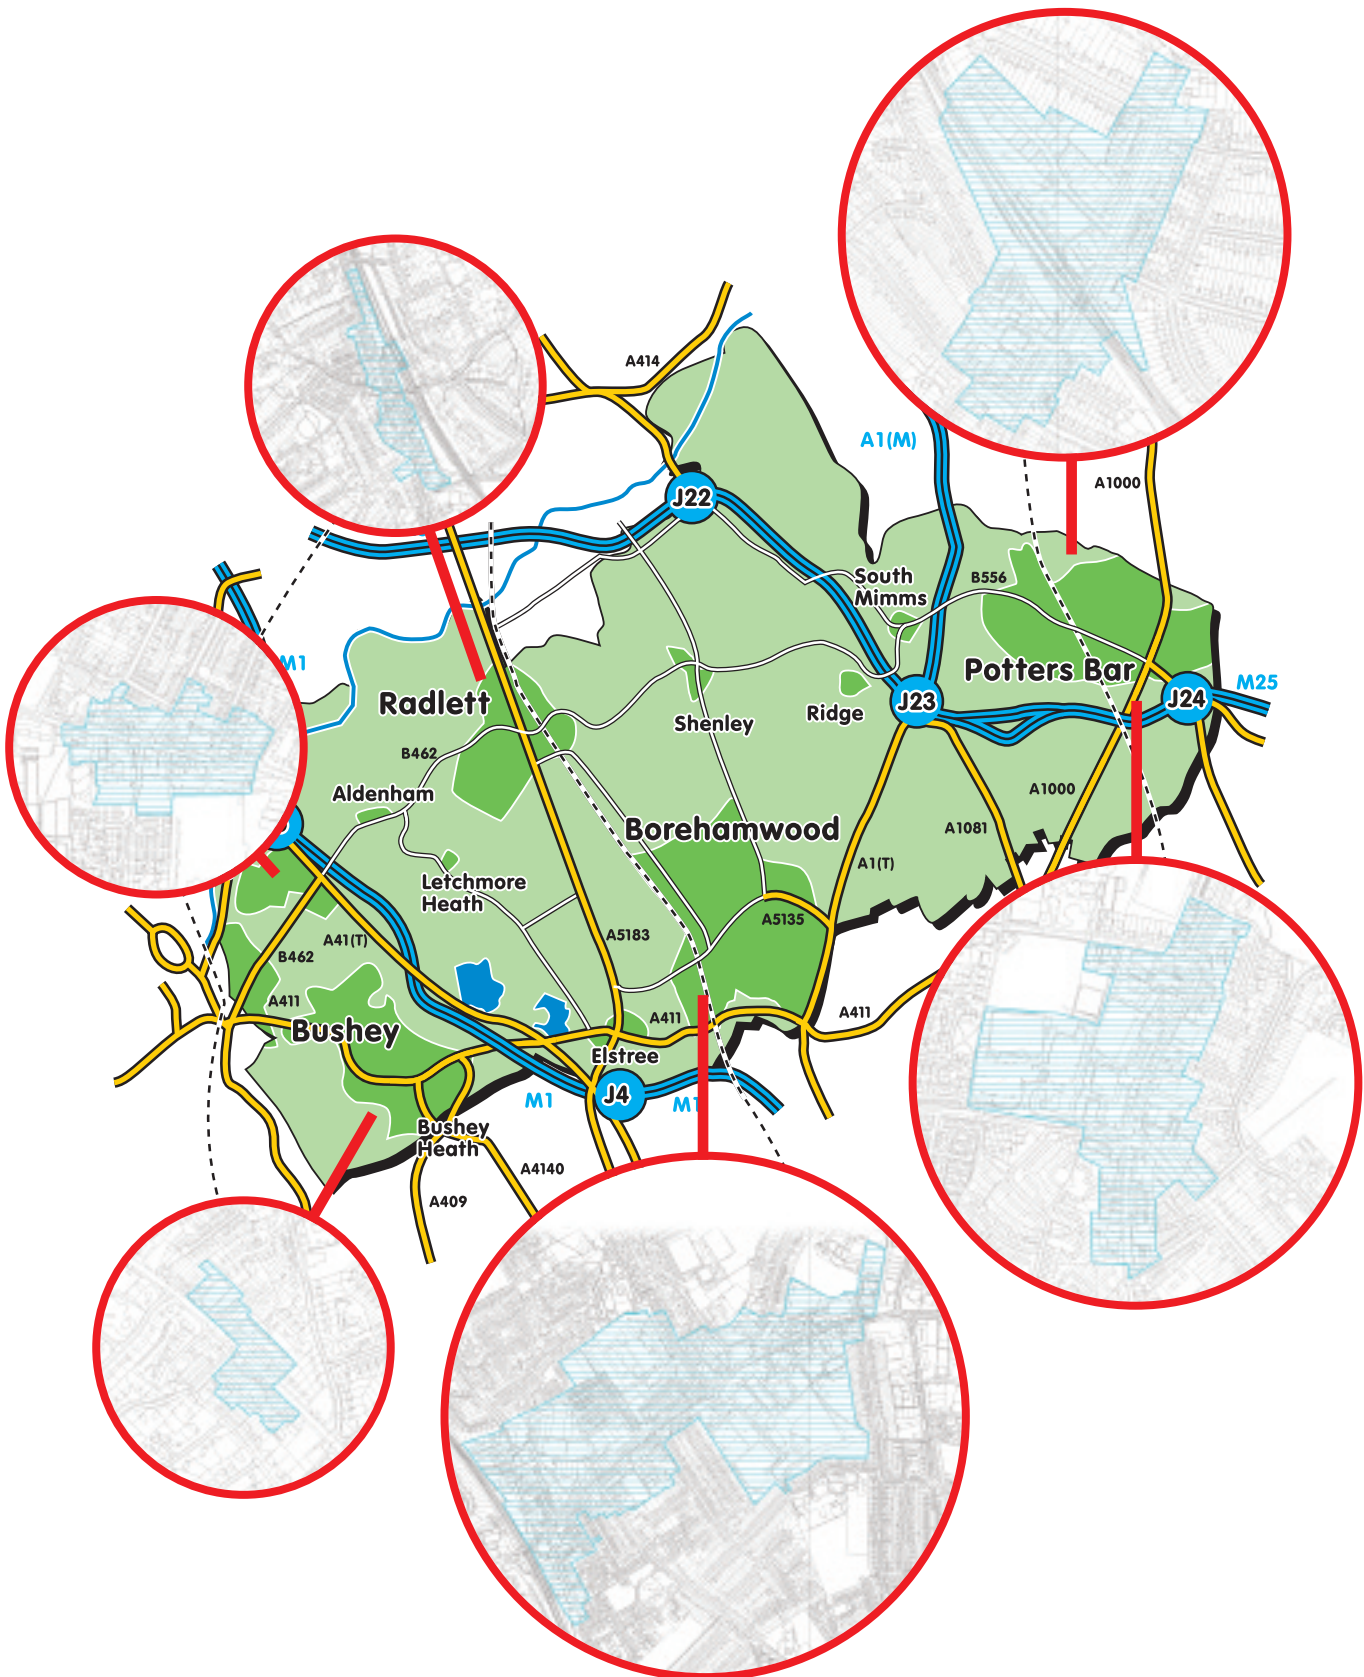 A414
A1(M)
A1000
J22
South
Mimms
B556
M1
Potters Bar
M25
J24
J23
Radlett
Shenley
Ridge
B462
Aldenham
A1000
A1081
Borehamwood
A1(T)
Letchmore
Heath
A5135
A5183
A41(T)
B462
A411
A411
A411
Bushey
Elstree
J4
M1
M1
Bushey
Heath
A4140
A409